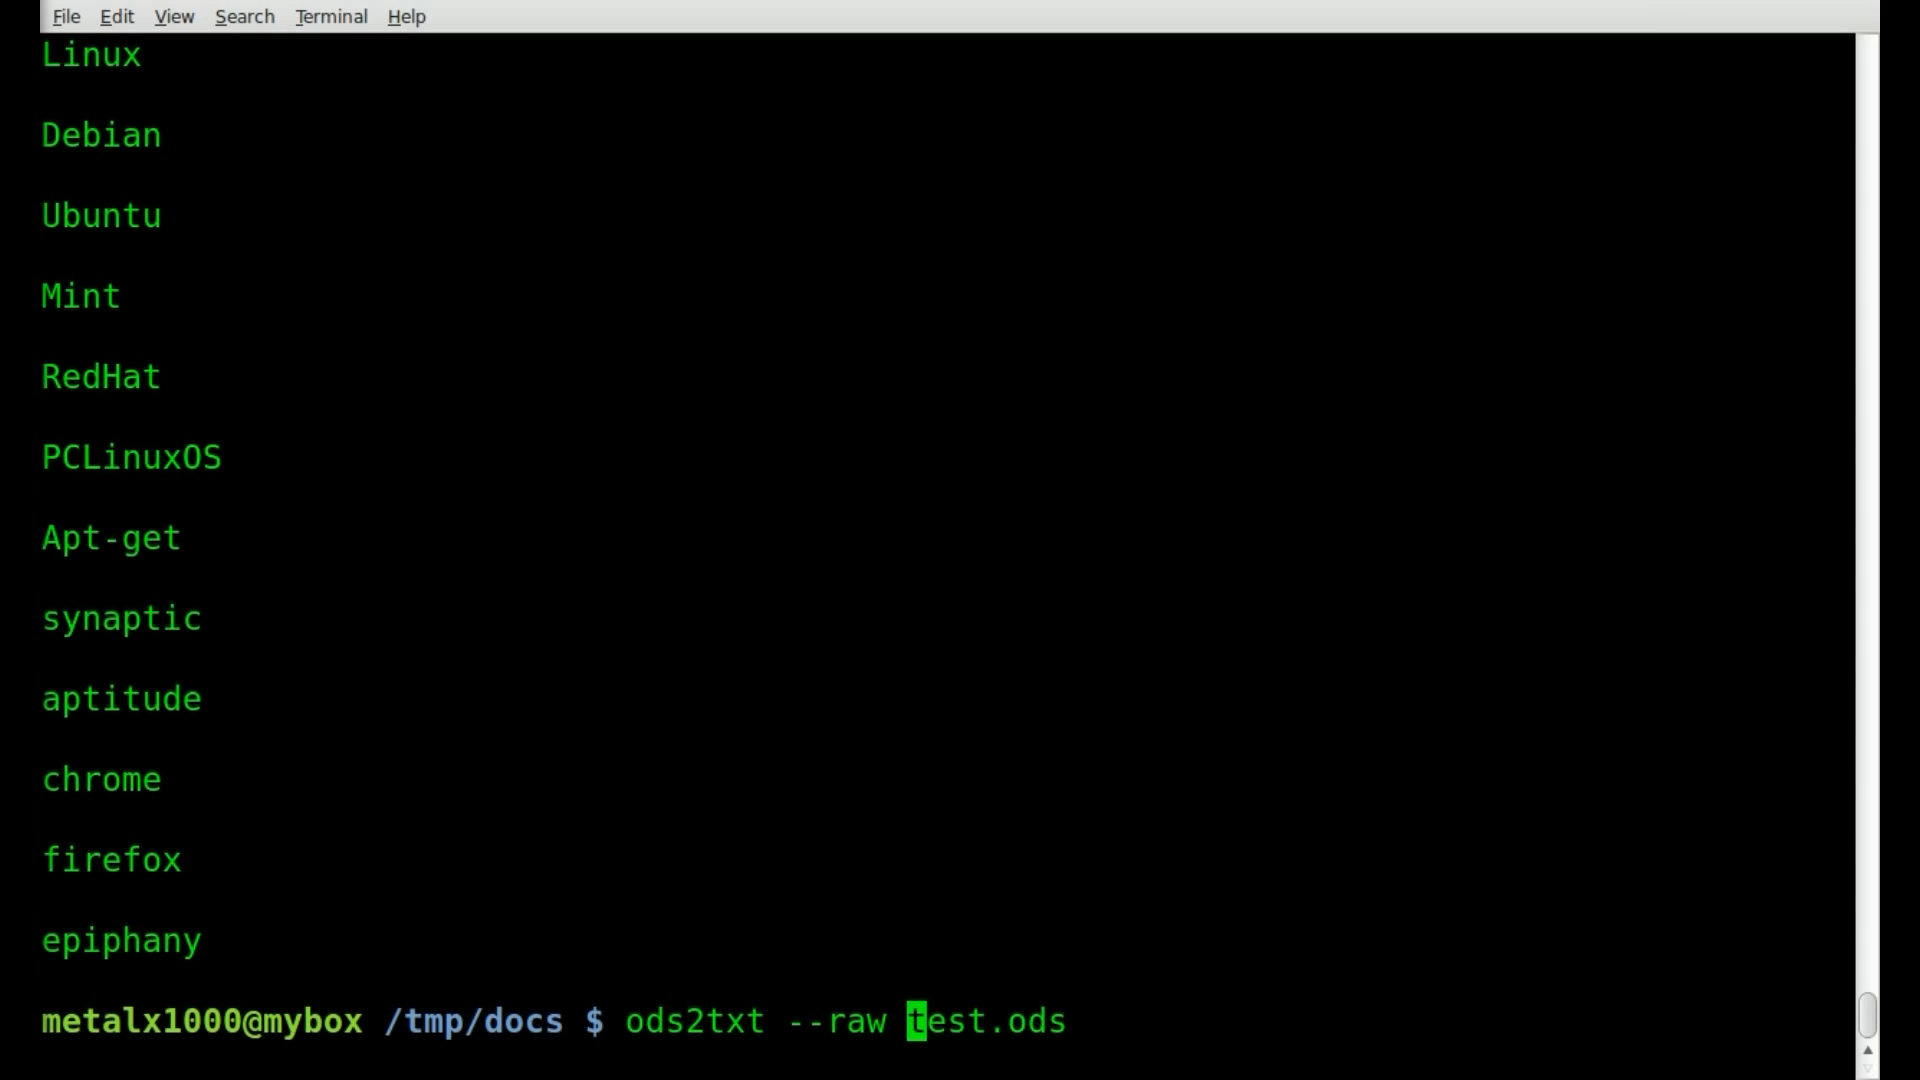 File Edit View Search Terminal Help
Linux
Debian
Ubuntu
Mint
RedHat
PCLinuxOS
Apt-get
synaptic
aptitude
chrome
firefox
epiphany
metalx1000@mybox /tmp/docs $ ods2txt --raw test.ods